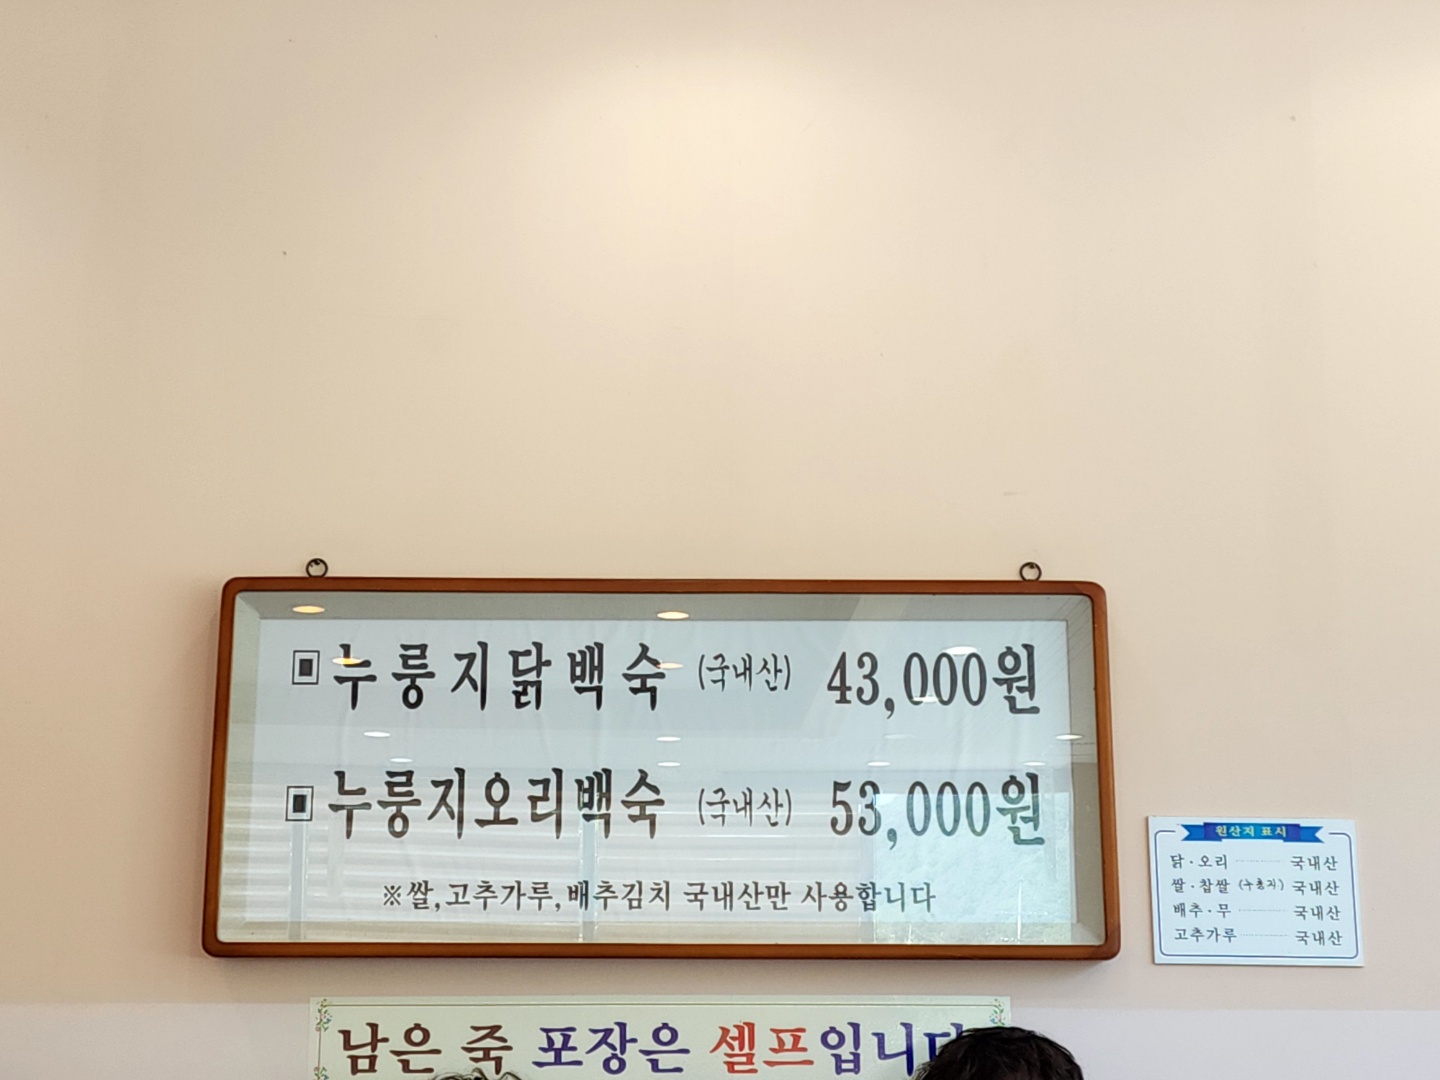 ▣ 누룽지닭백숙 (국내산) 43,000원
▣ 누룽지오리백숙 (국내산) 53,000원
※쌀,고추가루,배추김치 국내산만 사용합니다
원산지 표시
닭·오리 국내산
쌀·찹쌀 (누룽지) 국내산
배추·무 국내산
고추가루 국내산
남은 죽 포장은 셀프입니다